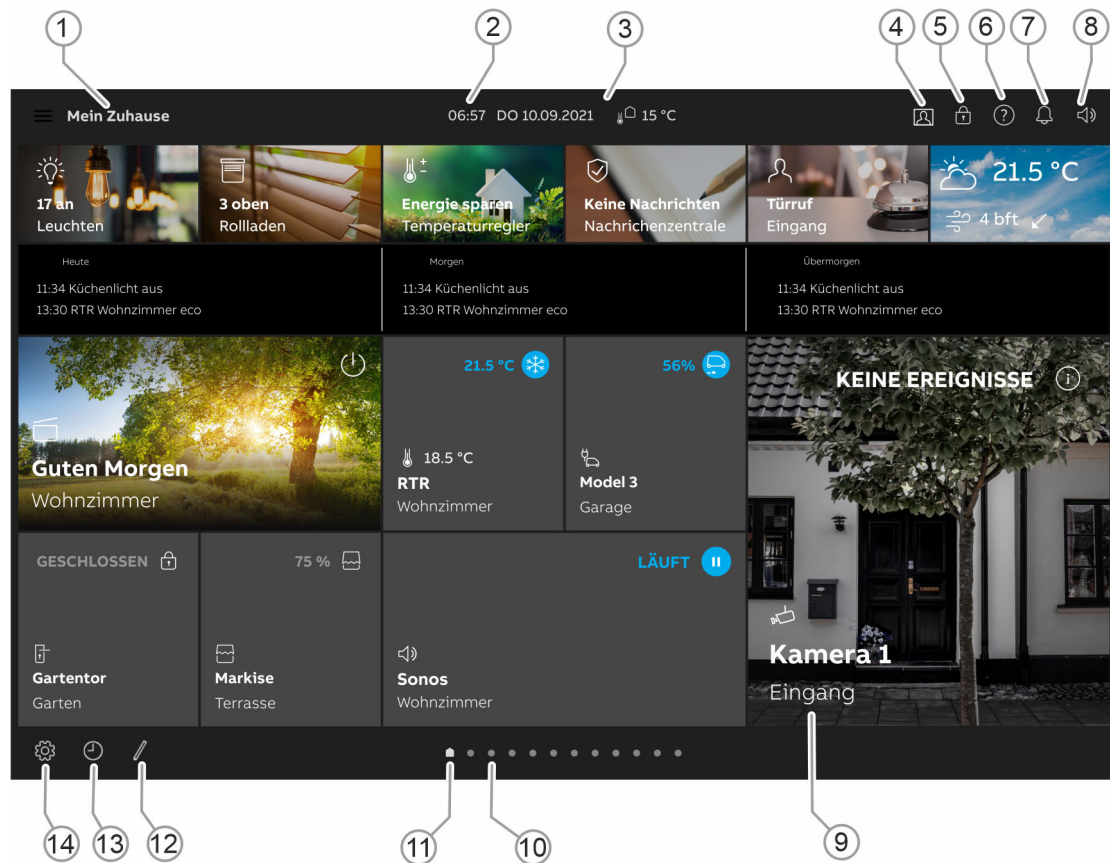 1 2 3 4 5 6 7 8
Mein Zuhause 06:57 DO 10.09.2021 15 °C ?
17 an
Leuchten
3 oben
Rollladen
Energie sparen
Temperaturregler
Keine Nachrichten
Nachrichenzentrale
Türruf
Eingang
21.5 °C
4 bft
Heute
11:34 Küchenlicht aus
13:30 RTR Wohnzimmer eco
Morgen
11:34 Küchenlicht aus
13:30 RTR Wohnzimmer eco
Übermorgen
11:34 Küchenlicht aus
13:30 RTR Wohnzimmer eco
Guten Morgen
Wohnzimmer
21.5 °C
18.5 °C
RTR
Wohnzimmer
56%
Model 3
Garage
KEINE EREIGNISSE i
Kamera 1
Eingang
GESCHLOSSEN
Gartentor
Garten
75 %
Markise
Terrasse
LÄUFT
Sonos
Wohnzimmer
14 13 12 11 10 9